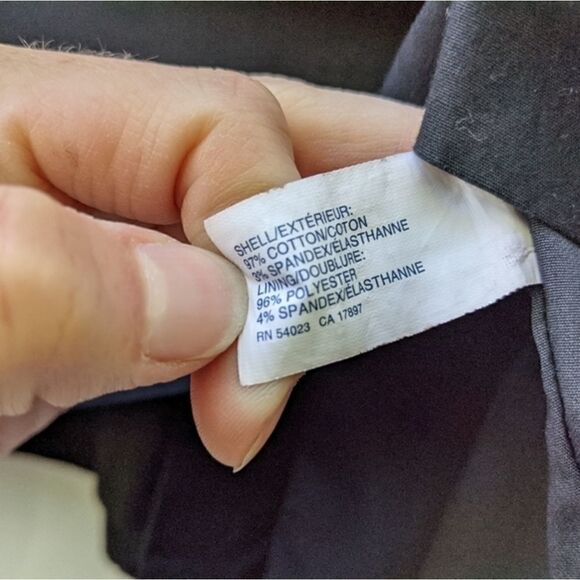 SHELL/EXTÉRIEUR:
97% COTTON/COTON
3% SPANDEX/ÉLASTHANNE
LINING/DOUBLURE:
96% POLYESTER
4% SPANDEX/ÉLASTHANNE
RN 54023 CA 17897